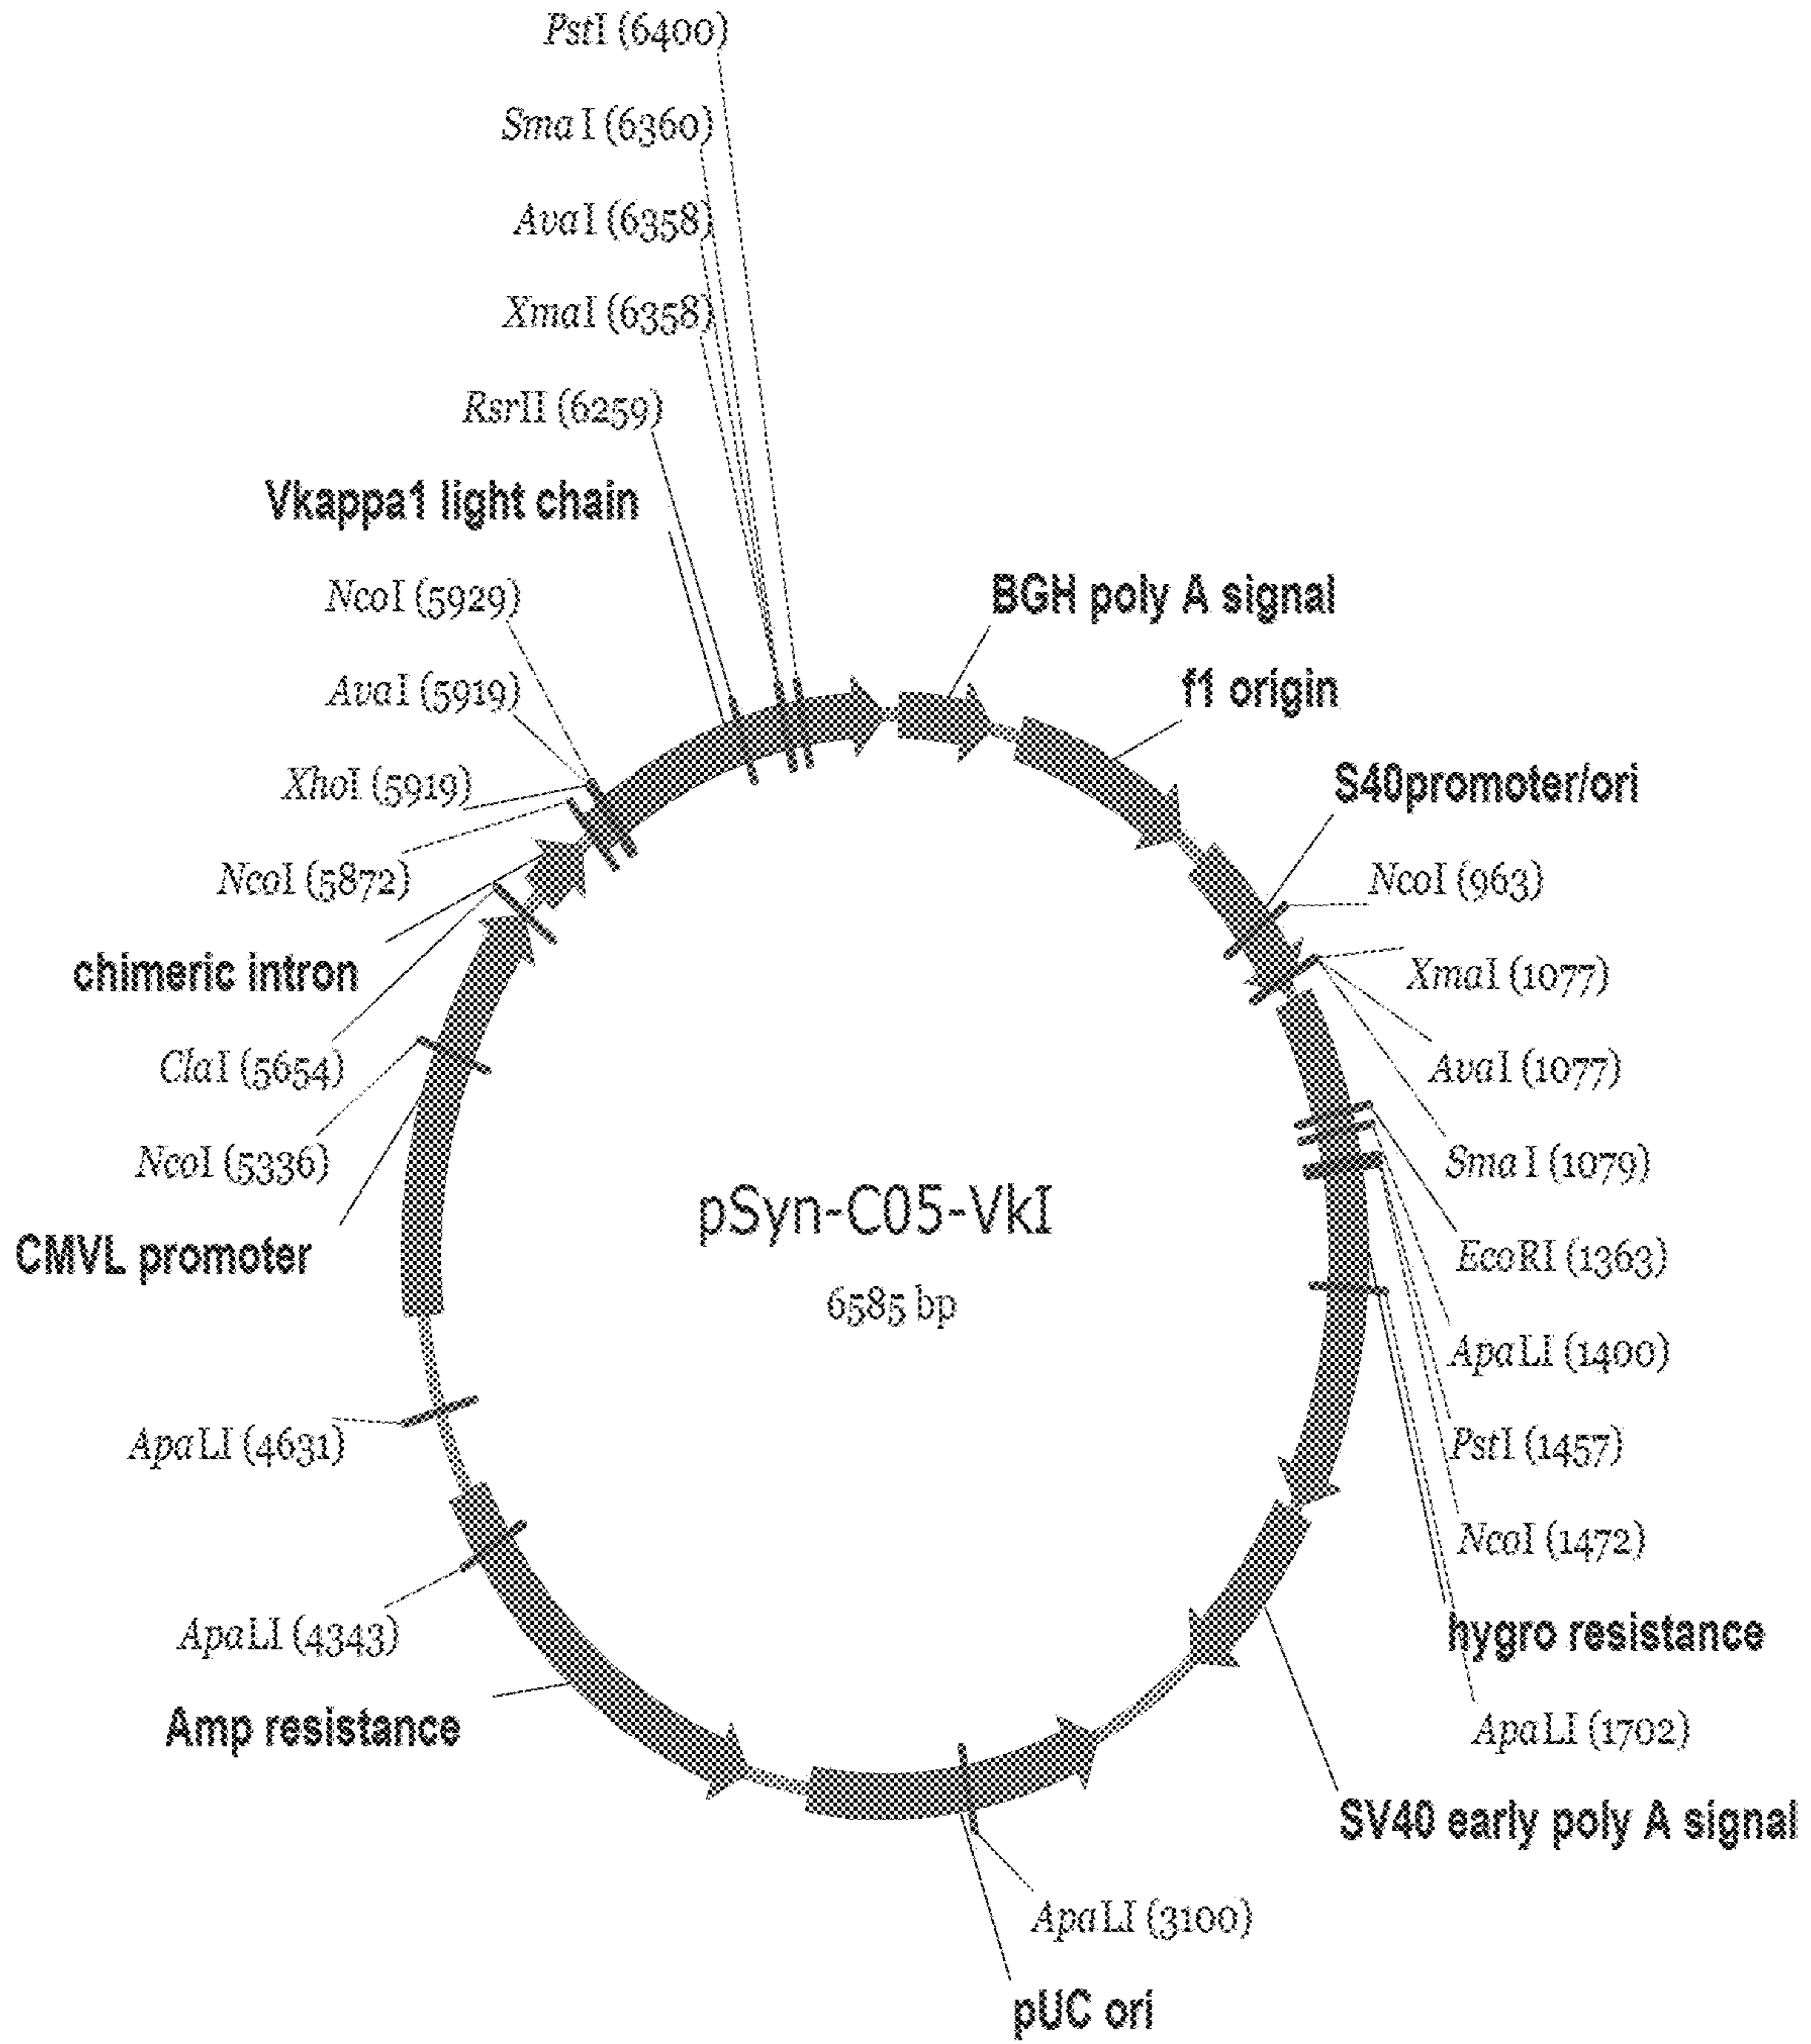 PstI (6400)
SmaI (6360)
AvaI (6358)
XmaI (6358)
RsrII (6259)
Vkappa1 light chain
NcoI (5929)
BGH poly A signal
AvaI (5919)
f1 origin
XhoI (5919)
S40promoter/ori
NcoI (5872)
NcoI (963)
chimeric intron
XmaI (1077)
ClaI (5654)
AvaI (1077)
NcoI (5336)
SmaI (1079)
pSyn-C05-VkI
CMVL promoter
EcoRI (1363)
6585 bp
ApaLI (1400)
ApaLI (4631)
PstI (1457)
NcoI (1472)
ApaLI (4343)
hygro resistance
Amp resistance
ApaLI (1702)
SV40 early poly A signal
ApaLI (3100)
pUC ori